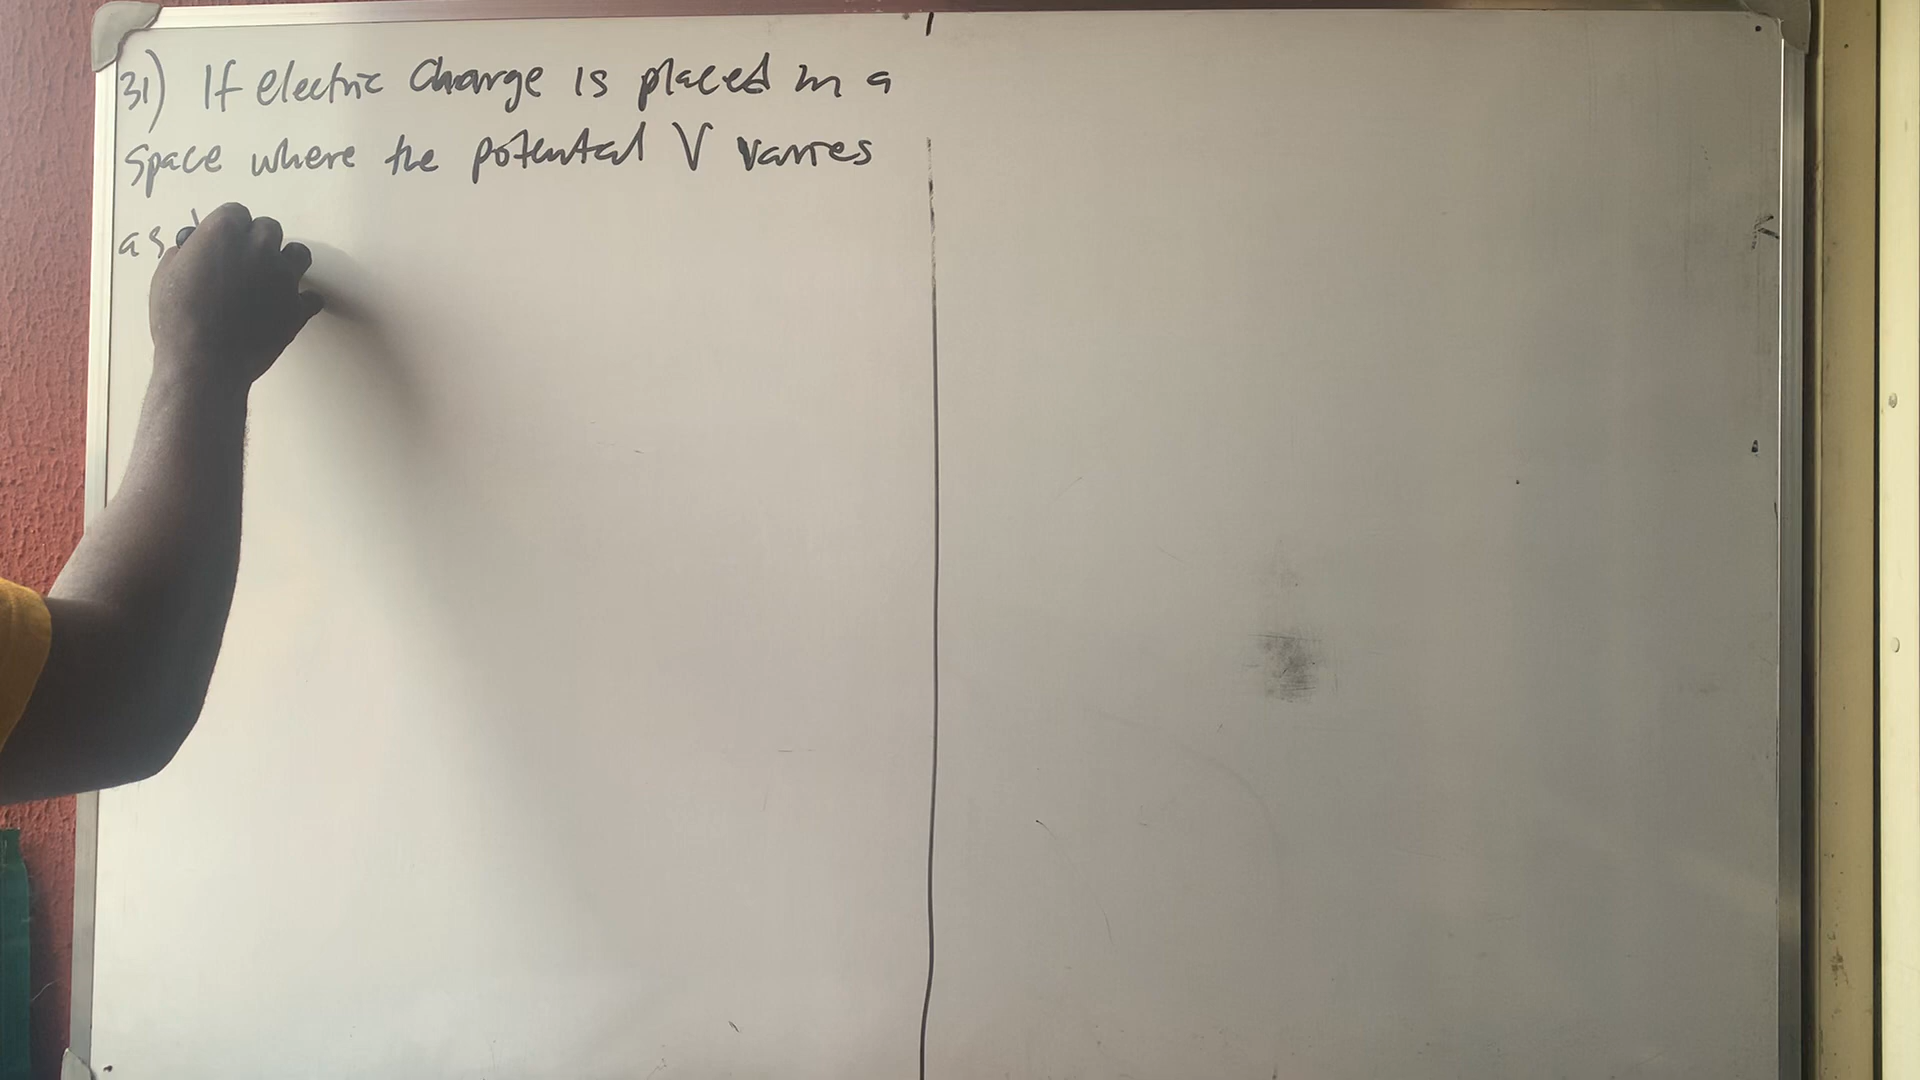 31) If electric charge is placed in a
space where the potential V varies
as